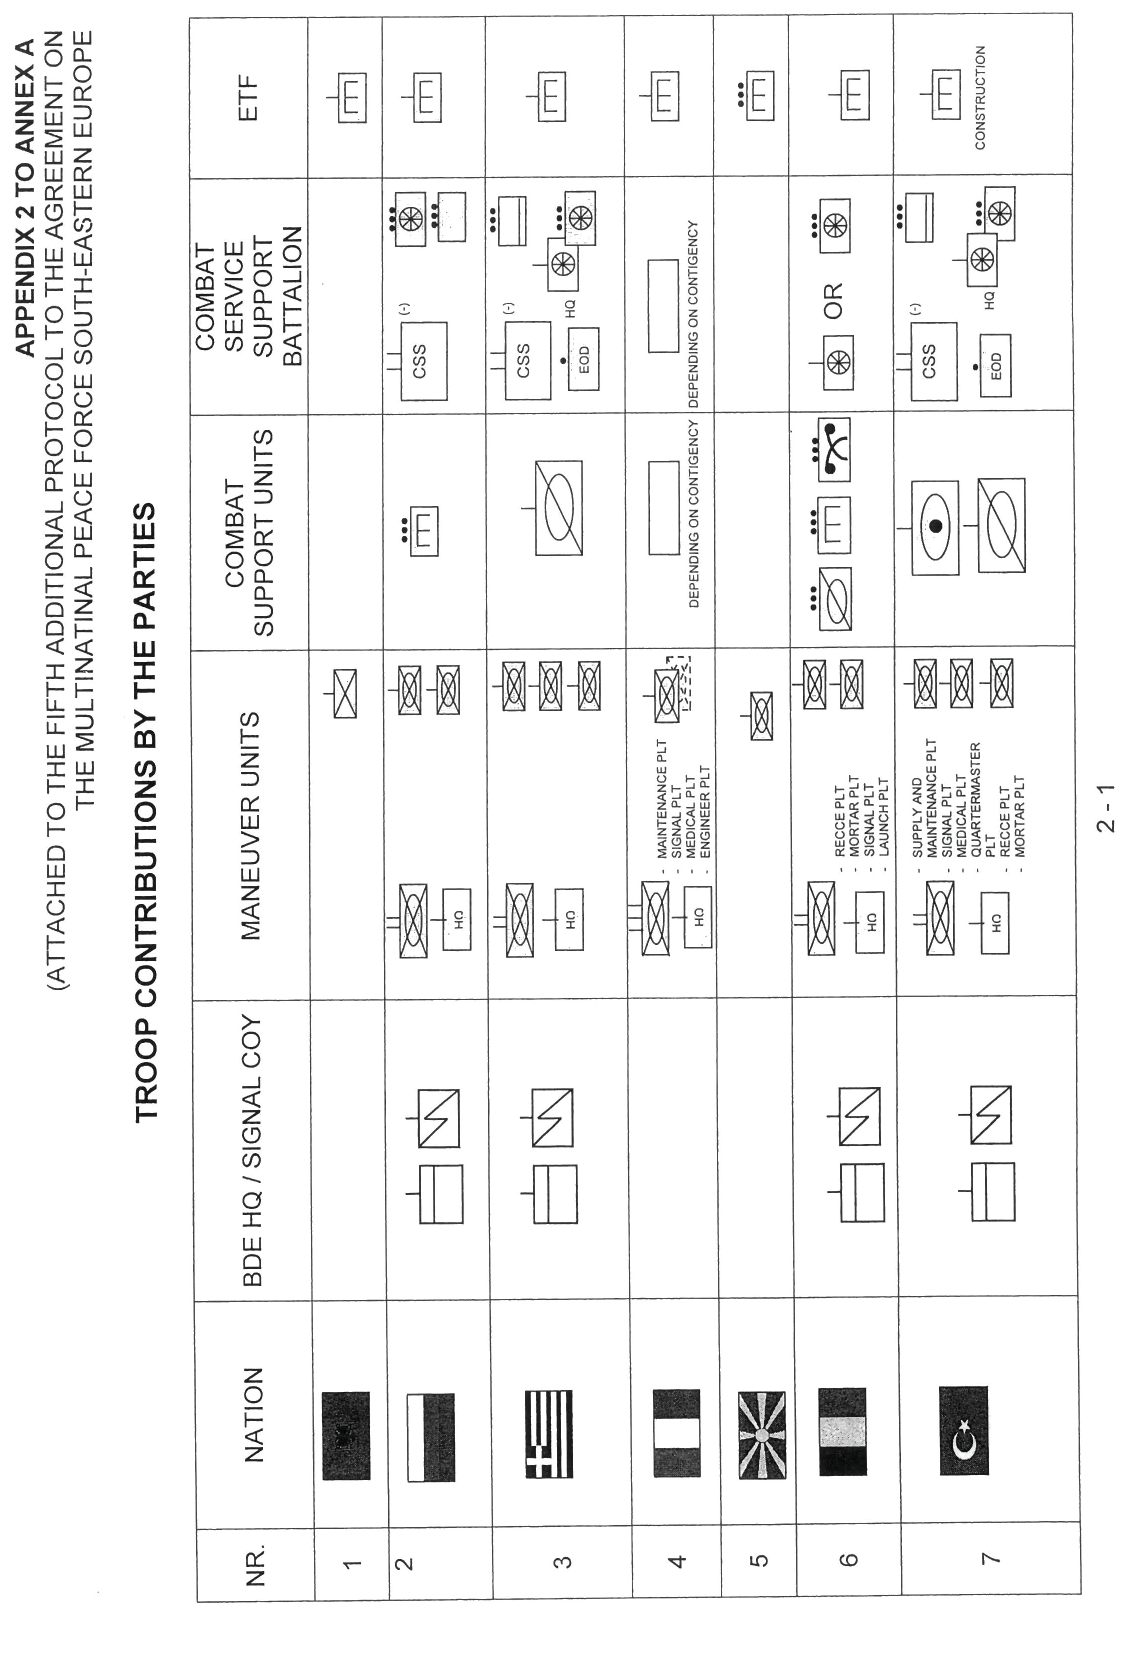 APPENDIX 2 TO ANNEX A
(ATTACHED TO THE FIFTH ADDITIONAL PROTOCOL TO THE AGREEMENT ON
THE MULTINATINAL PEACE FORCE SOUTH-EASTERN EUROPE
TROOP CONTRIBUTIONS BY THE PARTIES
NR.
NATION
BDE HQ / SIGNAL COY
MANEUVER UNITS
COMBAT
SUPPORT UNITS
COMBAT
SERVICE
SUPPORT
BATTALION
ETF
1
2
HQ
CSS
(-)
3
HQ
CSS
(-)
EOD
HQ
4
HQ
- MAINTENANCE PLT
- SIGNAL PLT
- MEDICAL PLT
- ENGINEER PLT
DEPENDING ON CONTIGENCY
DEPENDING ON CONTIGENCY
5
6
HQ
- RECCE PLT
- MORTAR PLT
- SIGNAL PLT
- LAUNCH PLT
OR
7
HQ
- SUPPLY AND
MAINTENANCE PLT
- SIGNAL PLT
- MEDICAL PLT
- QUARTERMASTER
PLT
- RECCE PLT
- MORTAR PLT
CSS
(-)
EOD
HQ
CONSTRUCTION
2 - 1